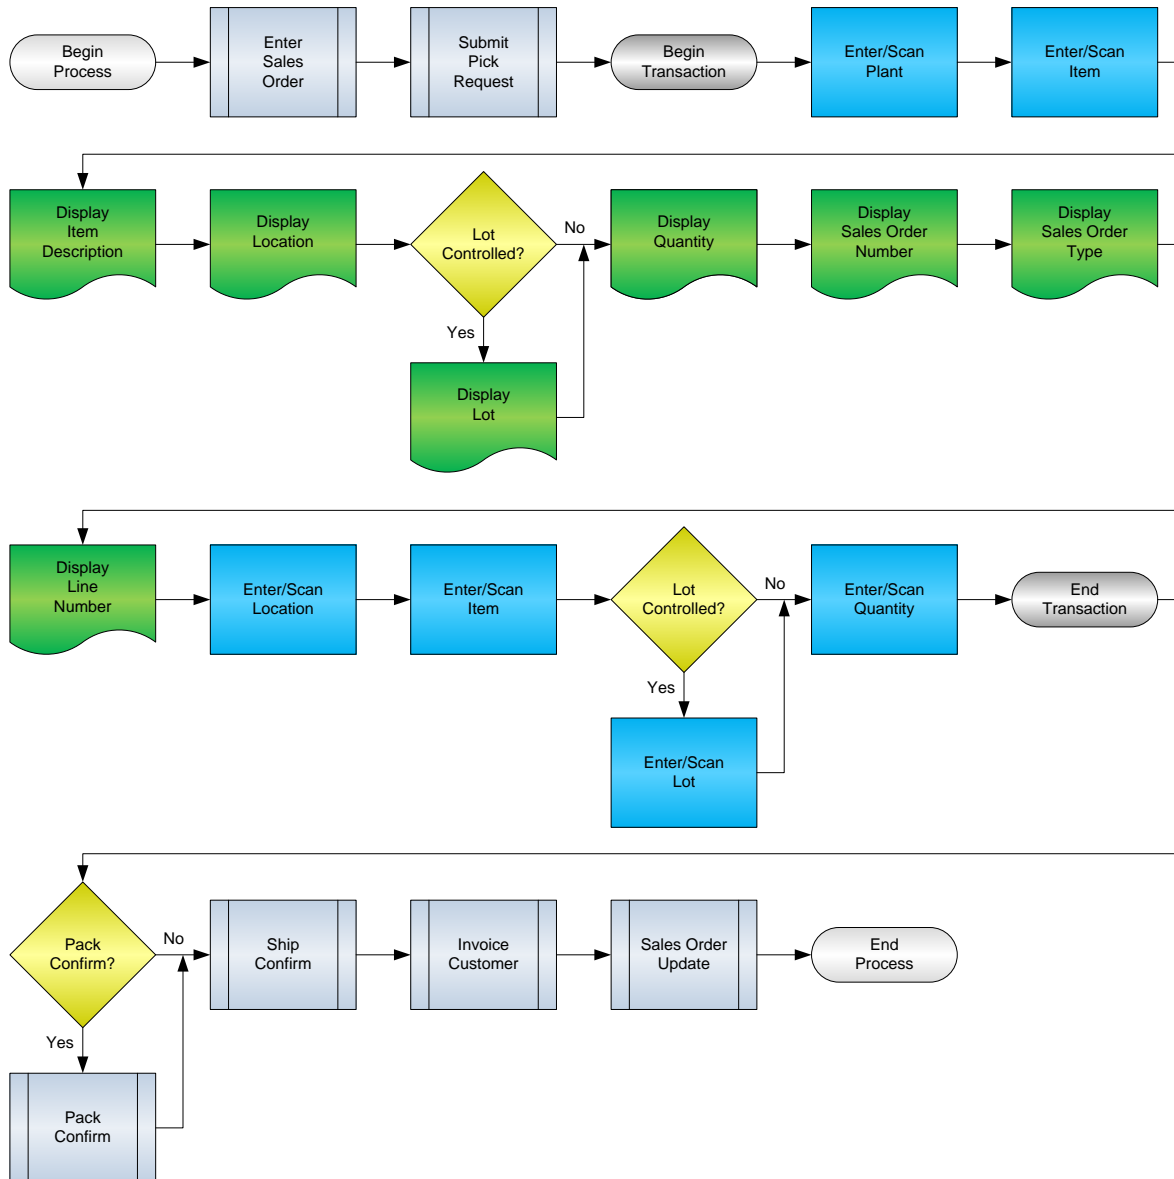 Begin
Process
Enter
Sales
Order
Submit
Pick
Request
Begin
Transaction
Enter/Scan
Plant
Enter/Scan
Item
Display
Item
Description
Display
Location
Lot
Controlled?
No
Yes
Display
Lot
Display
Quantity
Display
Sales Order
Number
Display
Sales Order
Type
Display
Line
Number
Enter/Scan
Location
Enter/Scan
Item
Lot
Controlled?
No
Yes
Enter/Scan
Lot
Enter/Scan
Quantity
End
Transaction
Pack
Confirm?
No
Yes
Pack
Confirm
Ship
Confirm
Invoice
Customer
Sales Order
Update
End
Process